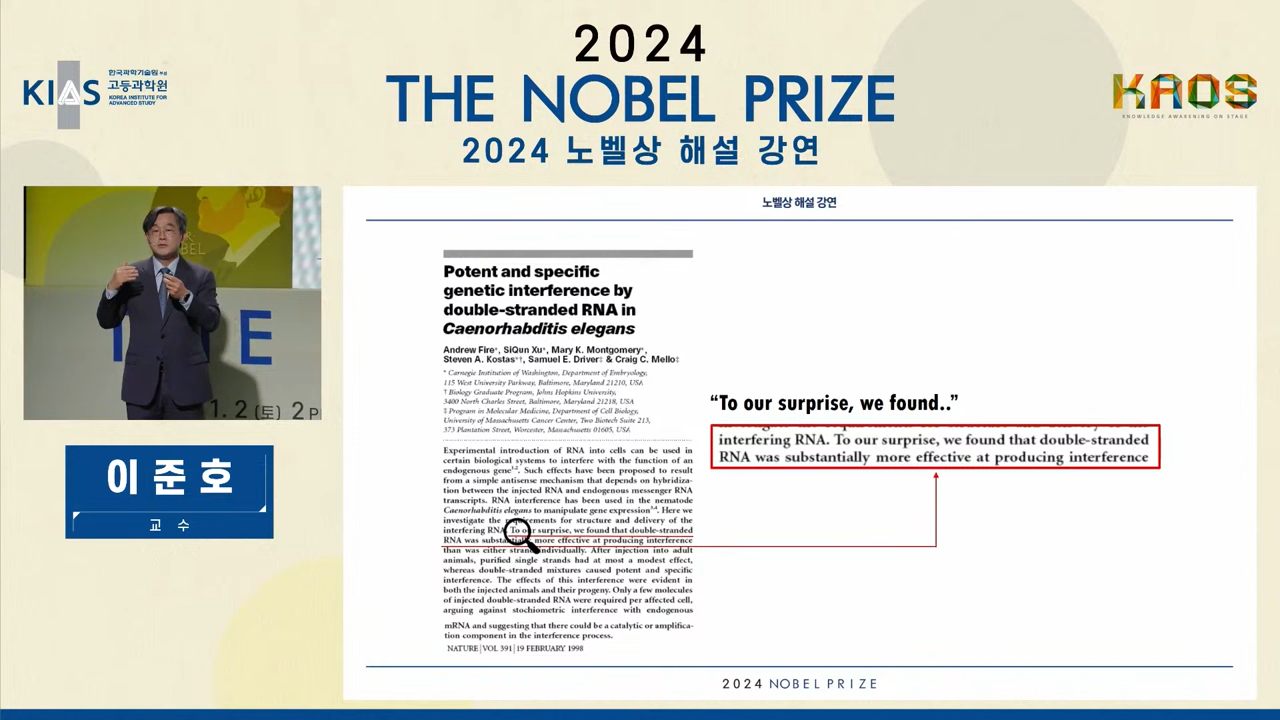 2024
THE NOBEL PRIZE
2024 노벨상 해설 강연
KIAS
한국과학기술원 부설
고등과학원
KOREA INSTITUTE FOR
ADVANCED STUDY
KAOS
KNOWLEDGE AWAKENING ON STAGE
BEL
E
1. 2 (토) 2 P
이준호
교 수
노벨상 해설 강연
Potent and specific
genetic interference by
double-stranded RNA in
Caenorhabditis elegans
Andrew Fire*, SiQun Xu*, Mary K. Montgomery*,
Steven A. Kostas*†, Samuel E. Driver‡ & Craig C. Mello‡
* Carnegie Institution of Washington, Department of Embryology,
115 West University Parkway, Baltimore, Maryland 21210, USA
† Biology Graduate Program, Johns Hopkins University,
3400 North Charles Street, Baltimore, Maryland 21218, USA
‡ Program in Molecular Medicine, Department of Cell Biology,
University of Massachusetts Cancer Center, Two Biotech Suite 213,
373 Plantation Street, Worcester, Massachusetts 01605, USA
Experimental introduction of RNA into cells can be used in
certain biological systems to interfere with the function of an
endogenous gene1,2. Such effects have been proposed to result
from a simple antisense mechanism that depends on hybridiza-
tion between the injected RNA and endogenous messenger RNA
transcripts. RNA interference has been used in the nematode
Caenorhabditis elegans to manipulate gene expression3,4. Here we
investigate the requirements for structure and delivery of the
interfering RNA. To our surprise, we found that double-stranded
RNA was substantially more effective at producing interference
than was either strand individually. After injection into adult
animals, purified single strands had at most a modest effect,
whereas double-stranded mixtures caused potent and specific
interference. The effects of this interference were evident in
both the injected animals and their progeny. Only a few molecules
of injected double-stranded RNA were required per affected cell,
arguing against stochiometric interference with endogenous
mRNA and suggesting that there could be a catalytic or amplifica-
tion component in the interference process.
NATURE | VOL 391 | 19 FEBRUARY 1998
“To our surprise, we found..”
interfering RNA. To our surprise, we found that double-stranded
RNA was substantially more effective at producing interference
2024 NOBEL PRIZE